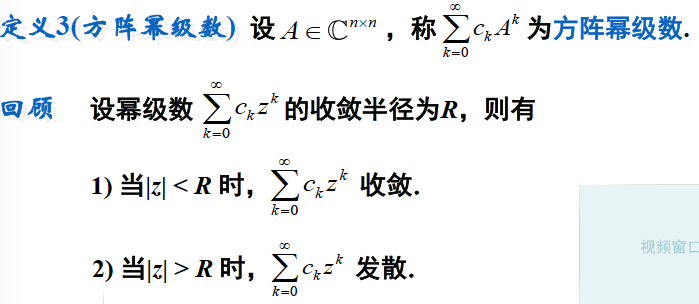 定义3(方阵幂级数) 设 $A \in \mathbb{C}^{n \times n}$ ，称 $\sum_{k=0}^{\infty} c_k A^k$ 为方阵幂级数.
回顾 设幂级数 $\sum_{k=0}^{\infty} c_k z^k$ 的收敛半径为R，则有
1) 当|z| < R 时，$\sum_{k=0}^{\infty} c_k z^k$ 收敛.
2) 当|z| > R 时，$\sum_{k=0}^{\infty} c_k z^k$ 发散.
视频窗口